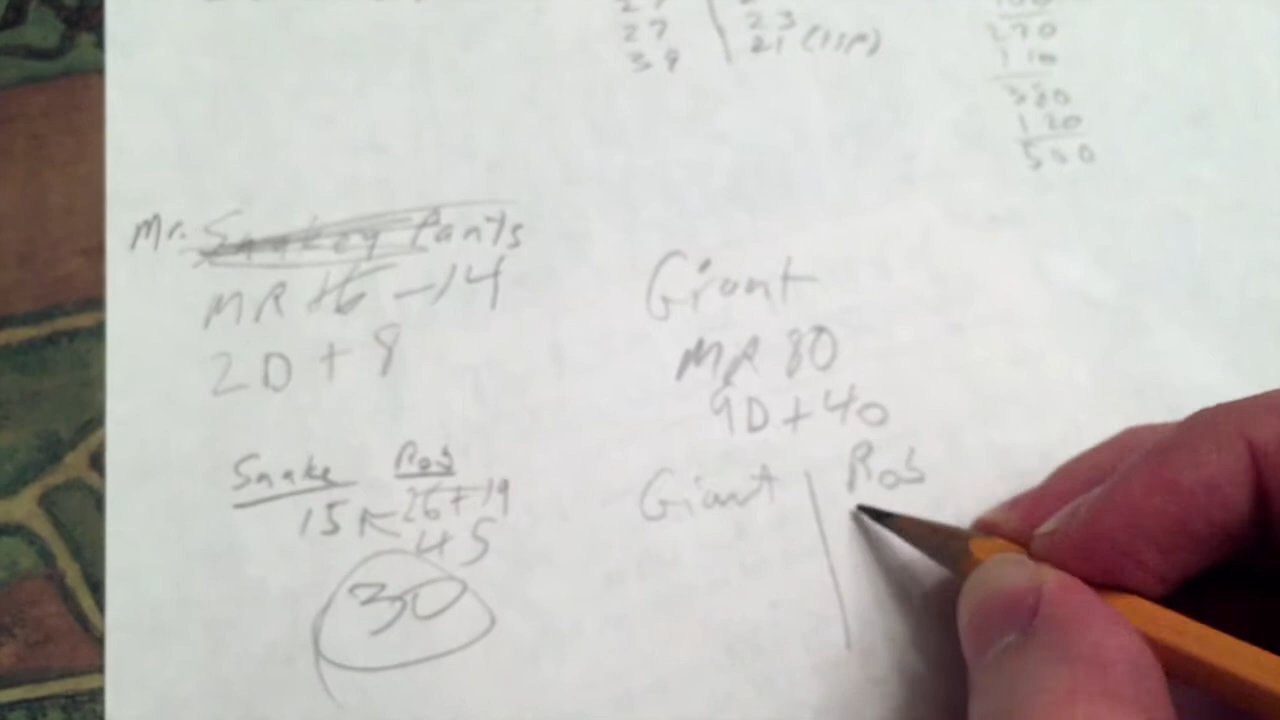 27
39
23
21 (11P)
270
110
380
120
500
Mr. Snakey Pants
MR 16 - 14
2D + 8
Snake Rob
15 26 + 19
45
30
Giant
MR 80
9D + 40
Giant Rob